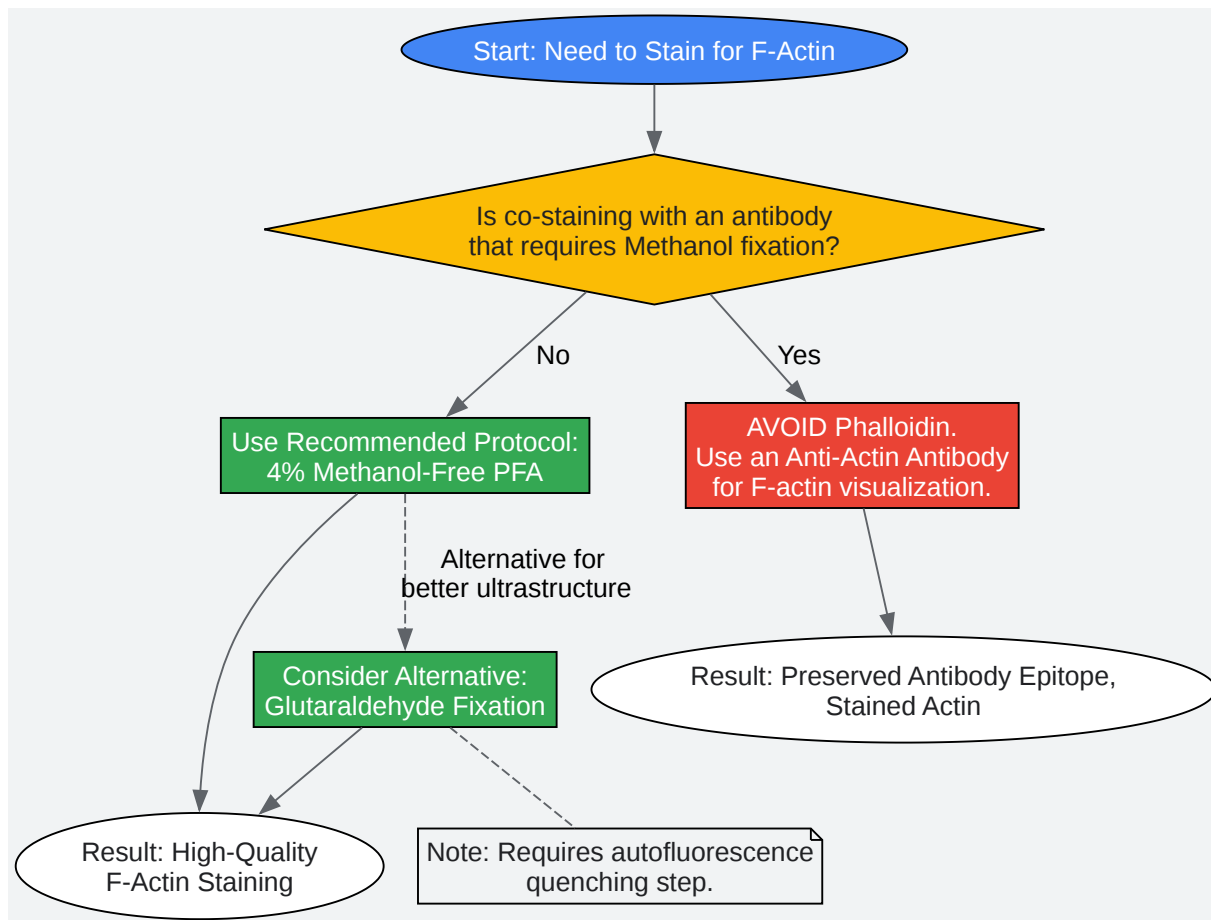 Start: Need to Stain for F-Actin
Is co-staining with an antibody
that requires Methanol fixation?
No
Yes
Use Recommended Protocol:
4% Methanol-Free PFA
AVOID Phalloidin.
Use an Anti-Actin Antibody
for F-actin visualization.
Alternative for
better ultrastructure
Consider Alternative:
Glutaraldehyde Fixation
Result: Preserved Antibody Epitope,
Stained Actin
Result: High-Quality
F-Actin Staining
Note: Requires autofluorescence
quenching step.